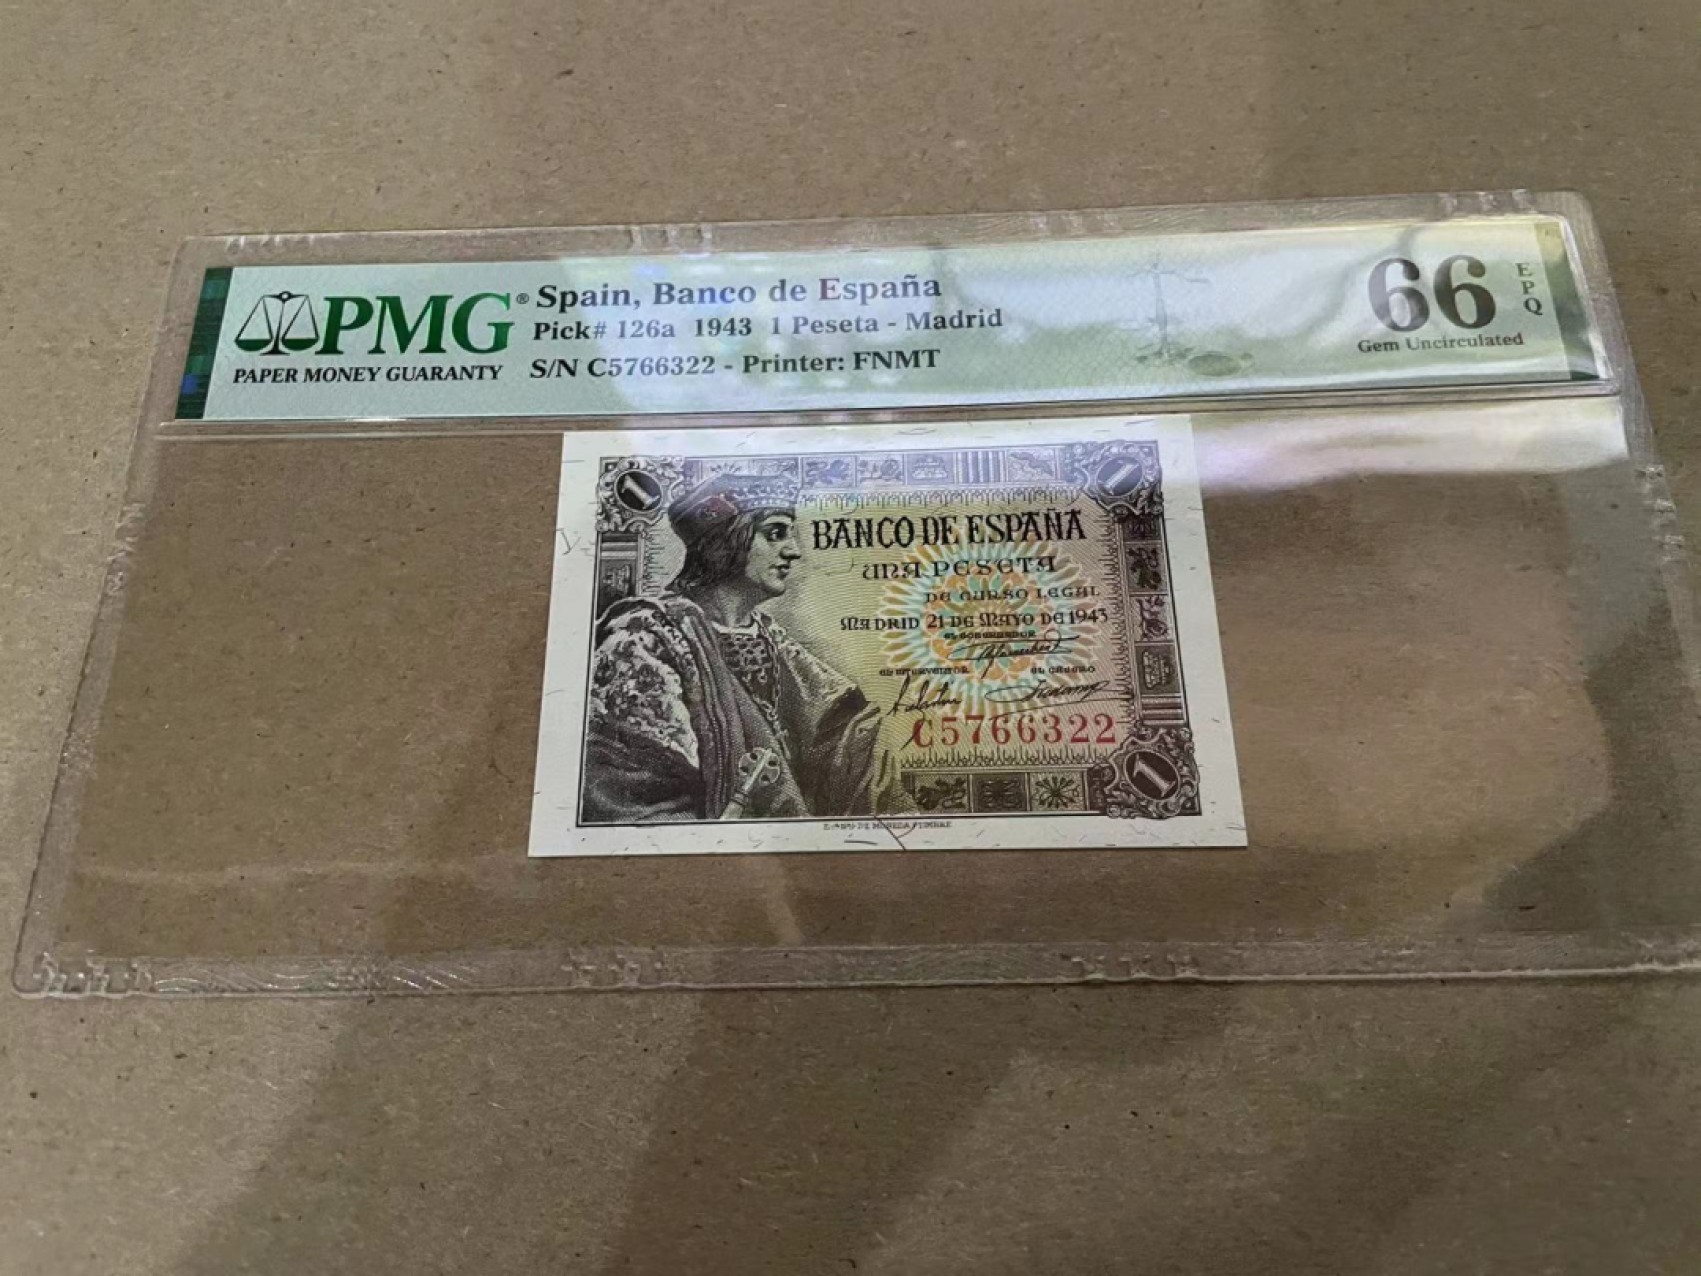 PMG®
PAPER MONEY GUARANTY
Spain, Banco de España
Pick# 126a 1943 1 Peseta - Madrid
S/N C5766322 - Printer: FNMT
66
EPQ
Gem Uncirculated
1
1
BANCO DE ESPAÑA
UNA PESETA
DE CURSO LEGAL
MADRID 21 DE MAYO DE 1943
EL GOBERNADOR
EL INTERVENTOR
EL CAJERO
C5766322
1